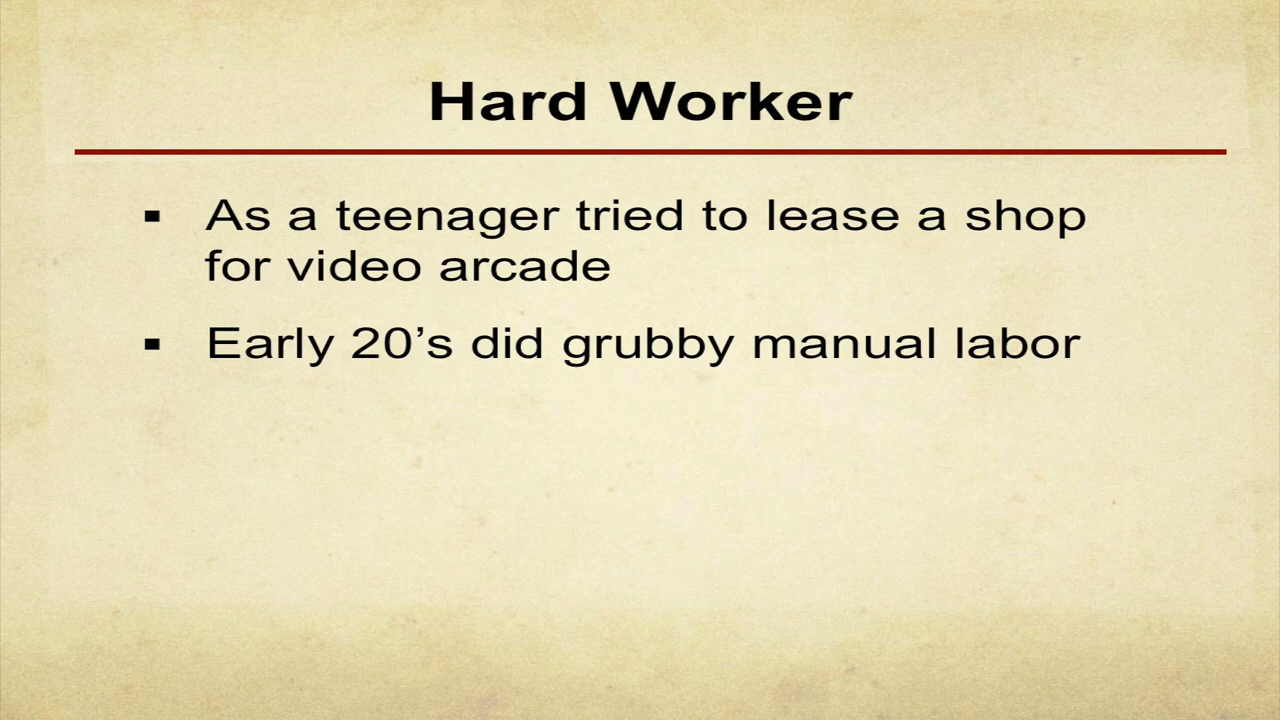 Hard Worker
▪ As a teenager tried to lease a shop
for video arcade
▪ Early 20’s did grubby manual labor